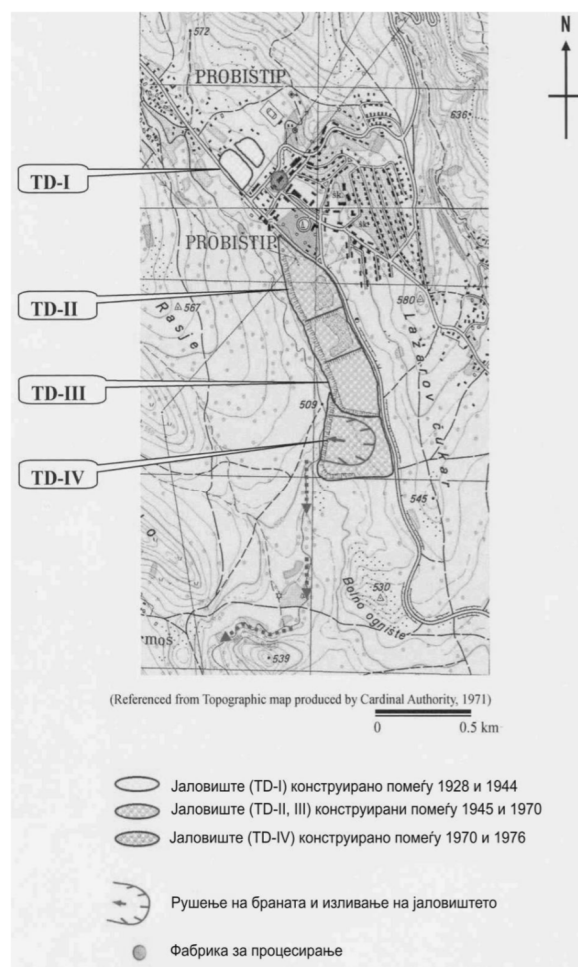 N
572
PROBIŠTIP
636
TD-I
PROBIŠTIP
TD-II
567
Rasje
580
Lazanov čukar
TD-III
509
TD-IV
545
530
Bolno ognište
moš
539
(Referenced from Topographic map produced by Cardinal Authority, 1971)
0 0.5 km
Јаловиште (TD-I) конструирано помеѓу 1928 и 1944
Јаловиште (TD-II, III) конструирани помеѓу 1945 и 1970
Јаловиште (TD-IV) конструирано помеѓу 1970 и 1976
Рушење на браната и изливање на јаловиштето
Фабрика за процесирање